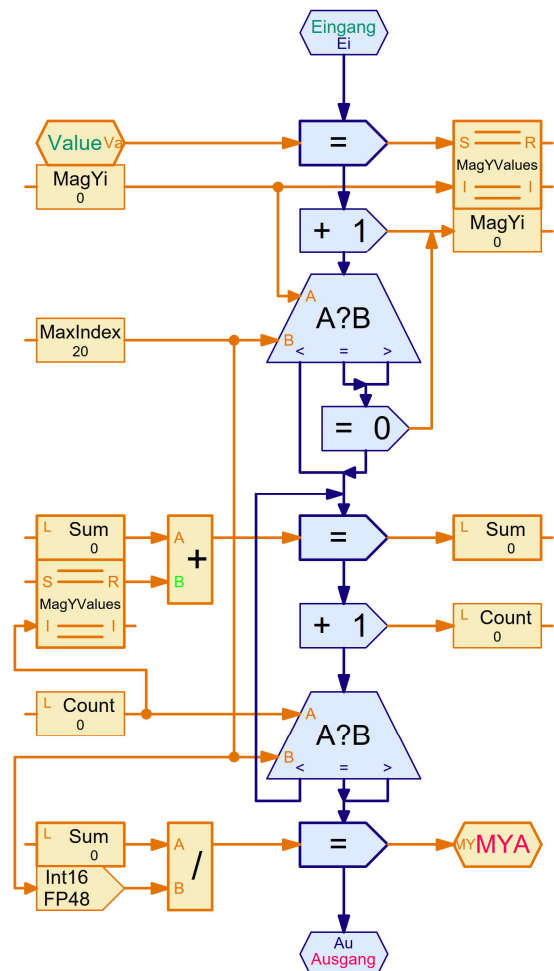 Eingang
Ei
Value Va
=
S R
MagYValues
I I
MagYi
0
+ 1
MagYi
0
A
A?B
MaxIndex
20
B
< = >
= 0
L Sum
0
A
+
=
L Sum
0
S R
B
MagYValues
I I
+ 1
L Count
0
L Count
0
A
A?B
B
< = >
L Sum
0
A
/
=
MY MYA
Int16
FP48
B
Au
Ausgang